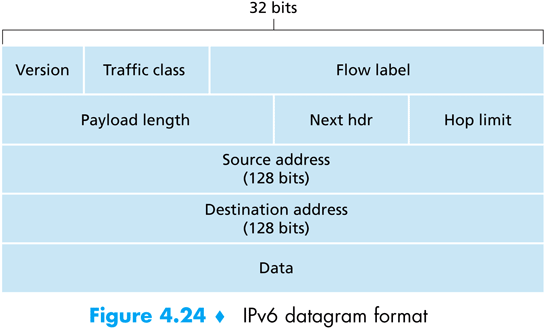 32 bits
Version Traffic class Flow label
Payload length Next hdr Hop limit
Source address
(128 bits)
Destination address
(128 bits)
Data
Figure 4.24 ♦ IPv6 datagram format